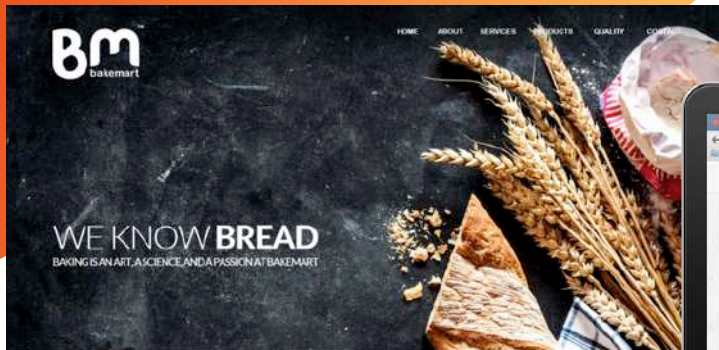 BM
bakemart
HOME ABOUT SERVICES PRODUCTS QUALITY CONTACT
WE KNOW BREAD
BAKING IS AN ART, A SCIENCE, AND A PASSION AT BAKEMART